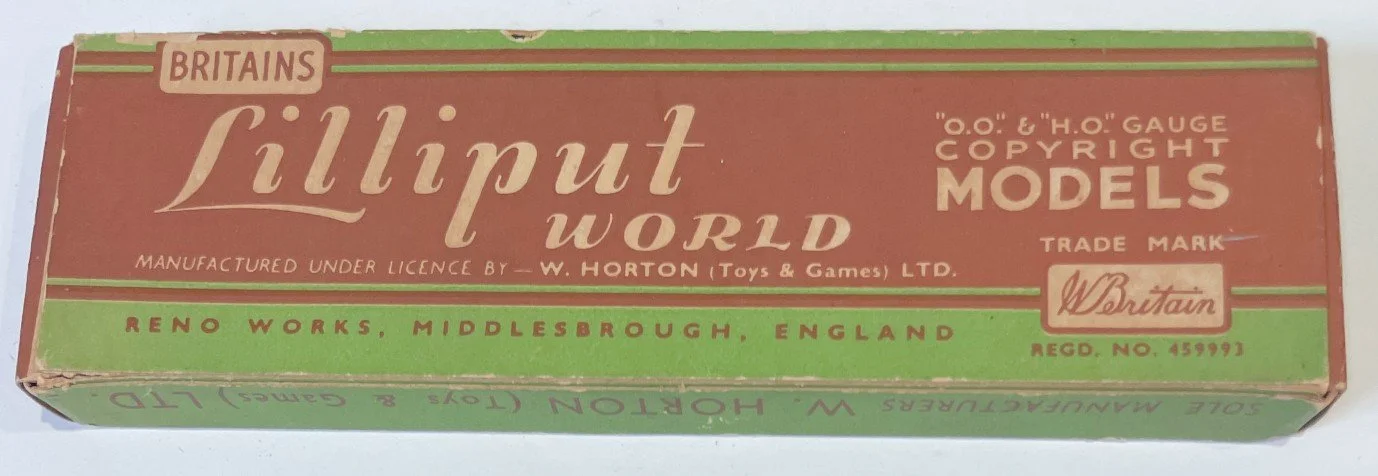 BRITAINS
Lilliput
WORLD
MANUFACTURED UNDER LICENCE BY – W. HORTON (Toys & Games) LTD.
"O.O." & "H.O." GAUGE
COPYRIGHT
MODELS
TRADE MARK
W Britain
REGD. NO. 459993
RENO WORKS, MIDDLESBROUGH, ENGLAND
SOLE MANUFACTURERS W. HORTON (Toys & Games) LTD.